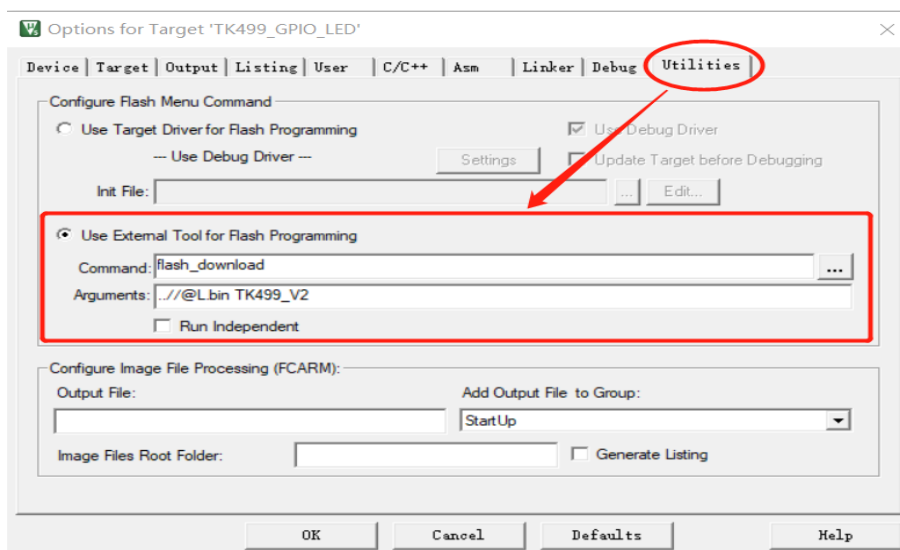 Options for Target 'TK499_GPIO_LED'
Device Target Output Listing User C/C++ Asm Linker Debug Utilities
Configure Flash Menu Command
Use Target Driver for Flash Programming Use Debug Driver
--- Use Debug Driver --- Settings Update Target before Debugging
Init File: ... Edit...
Use External Tool for Flash Programming
Command: flash_download ...
Arguments: ..//@L.bin TK499_V2
Run Independent
Configure Image File Processing (FCARM):
Output File: Add Output File to Group:
StartUp
Image Files Root Folder: Generate Listing
OK Cancel Defaults Help